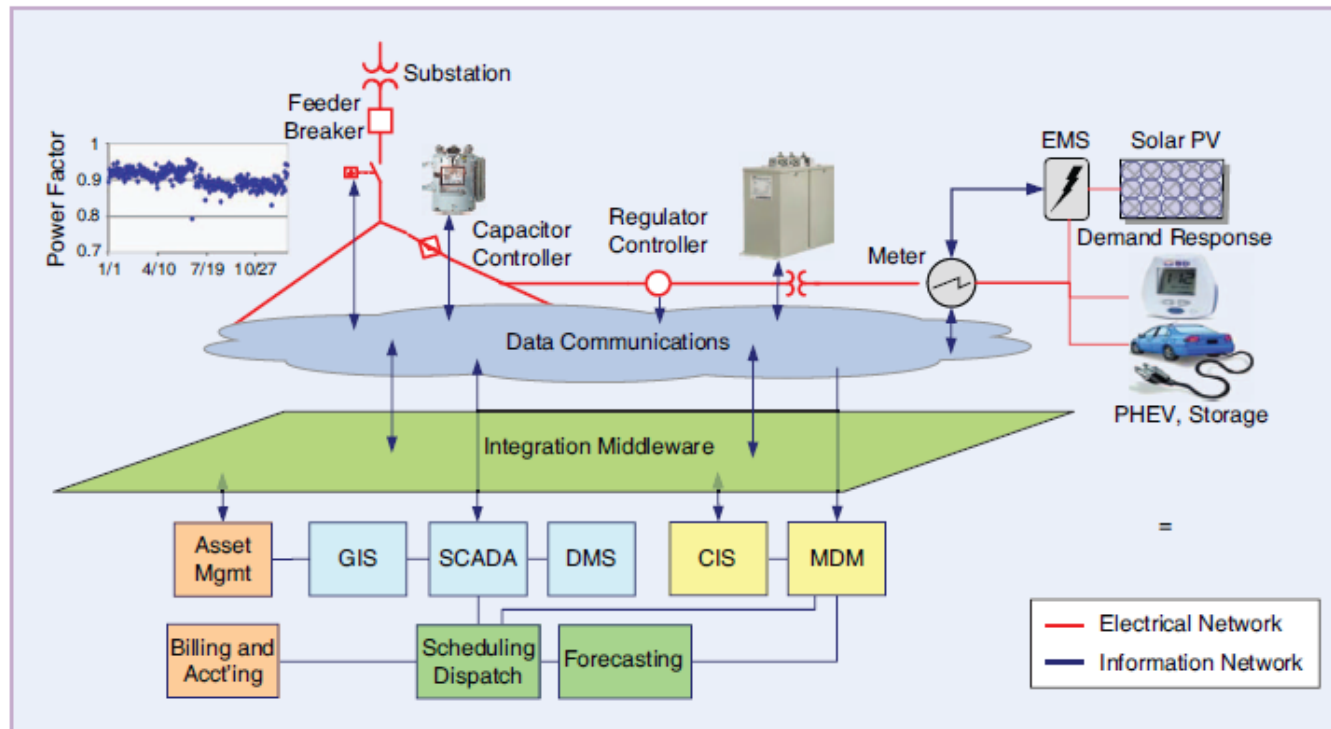 Substation
Feeder
Breaker
Power Factor
1
0.9
0.8
0.7
1/1 4/10 7/19 10/27
Capacitor
Controller
Regulator
Controller
Meter
EMS
Solar PV
Demand Response
PHEV, Storage
Data Communications
Integration Middleware
Asset
Mgmt
GIS
SCADA
DMS
CIS
MDM
=
Billing and
Acct'ing
Scheduling
Dispatch
Forecasting
Electrical Network
Information Network